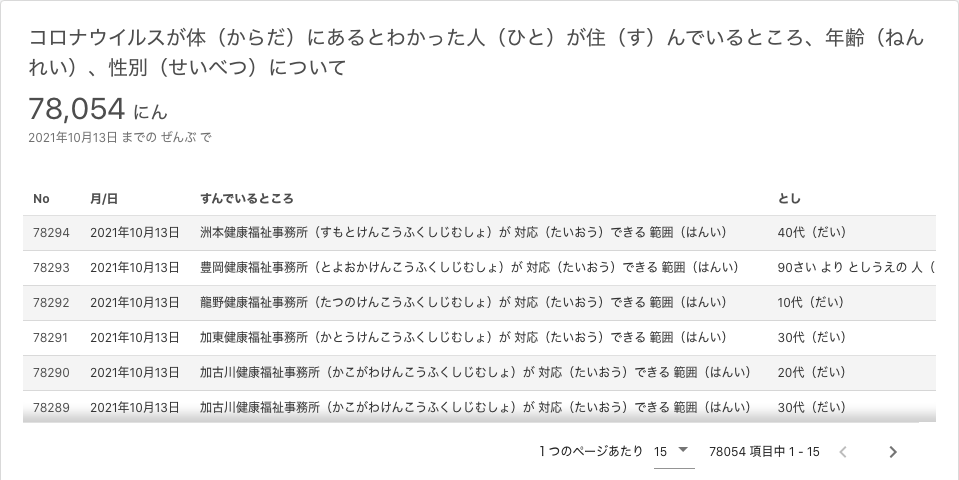 コロナウイルスが体（からだ）にあるとわかった人（ひと）が住（す）んでいるところ、年齢（ねん
れい）、性別（せいべつ）について
78,054 にん
2021年10月13日 までの ぜんぶ で
No 月/日 すんでいるところ とし
78294 2021年10月13日 洲本健康福祉事務所（すもとけんこうふくしじむしょ）が 対応（たいおう）できる 範囲（はんい） 40代（だい）
78293 2021年10月13日 豊岡健康福祉事務所（とよおかけんこうふくしじむしょ）が 対応（たいおう）できる 範囲（はんい） 90さい より としうえの 人（
78292 2021年10月13日 龍野健康福祉事務所（たつのけんこうふくしじむしょ）が 対応（たいおう）できる 範囲（はんい） 10代（だい）
78291 2021年10月13日 加東健康福祉事務所（かとうけんこうふくしじむしょ）が 対応（たいおう）できる 範囲（はんい） 30代（だい）
78290 2021年10月13日 加古川健康福祉事務所（かこがわけんこうふくしじむしょ）が 対応（たいおう）できる 範囲（はんい） 20代（だい）
78289 2021年10月13日 加古川健康福祉事務所（かこがわけんこうふくしじむしょ）が 対応（たいおう）できる 範囲（はんい） 30代（だい）
1 つのページあたり 15 78054 項目中 1 - 15